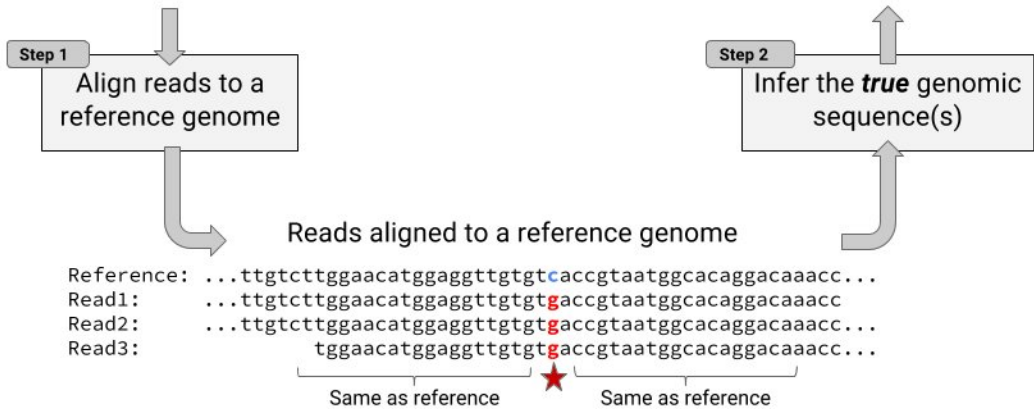 Step 1
Align reads to a
reference genome
Step 2
Infer the true genomic
sequence(s)
Reads aligned to a reference genome
Reference: ...ttgtcttggaacatggaggttgtgtcaccgtaatggcacaggacaaacc...
Read1: ...ttgtcttggaacatggaggttgtgtgaccgtaatggcacaggacaaacc
Read2: ...ttgtcttggaacatggaggttgtgtgaccgtaatggcacaggacaaacc...
Read3: tggaacatggaggttgtgtgaccgtaatggcacaggacaaacc...
Same as reference Same as reference